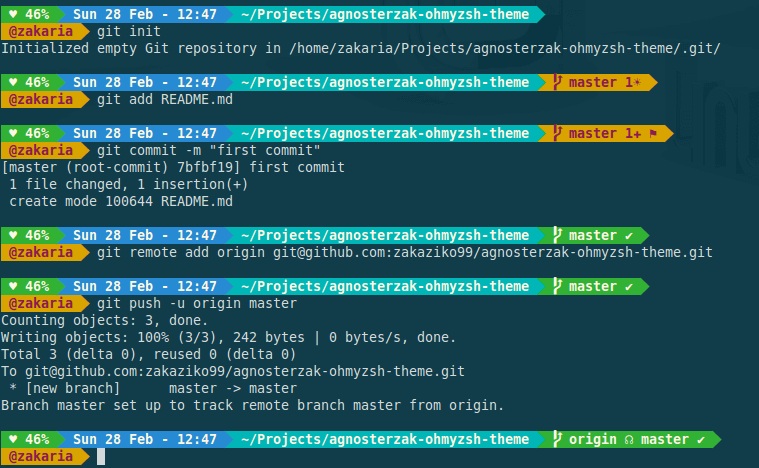 ♥ 46% Sun 28 Feb - 12:47 ~/Projects/agnosterzak-ohmyzsh-theme
@zakaria git init
Initialized empty Git repository in /home/zakaria/Projects/agnosterzak-ohmyzsh-theme/.git/
♥ 46% Sun 28 Feb - 12:47 ~/Projects/agnosterzak-ohmyzsh-theme master 1☀
@zakaria git add README.md
♥ 46% Sun 28 Feb - 12:47 ~/Projects/agnosterzak-ohmyzsh-theme master 1✚ ⚑
@zakaria git commit -m "first commit"
[master (root-commit) 7bfbf19] first commit
1 file changed, 1 insertion(+)
create mode 100644 README.md
♥ 46% Sun 28 Feb - 12:47 ~/Projects/agnosterzak-ohmyzsh-theme master ✔
@zakaria git remote add origin git@github.com:zakaziko99/agnosterzak-ohmyzsh-theme.git
♥ 46% Sun 28 Feb - 12:47 ~/Projects/agnosterzak-ohmyzsh-theme master ✔
@zakaria git push -u origin master
Counting objects: 3, done.
Writing objects: 100% (3/3), 242 bytes | 0 bytes/s, done.
Total 3 (delta 0), reused 0 (delta 0)
To git@github.com:zakaziko99/agnosterzak-ohmyzsh-theme.git
* [new branch] master -> master
Branch master set up to track remote branch master from origin.
♥ 46% Sun 28 Feb - 12:47 ~/Projects/agnosterzak-ohmyzsh-theme origin ☊ master ✔
@zakaria